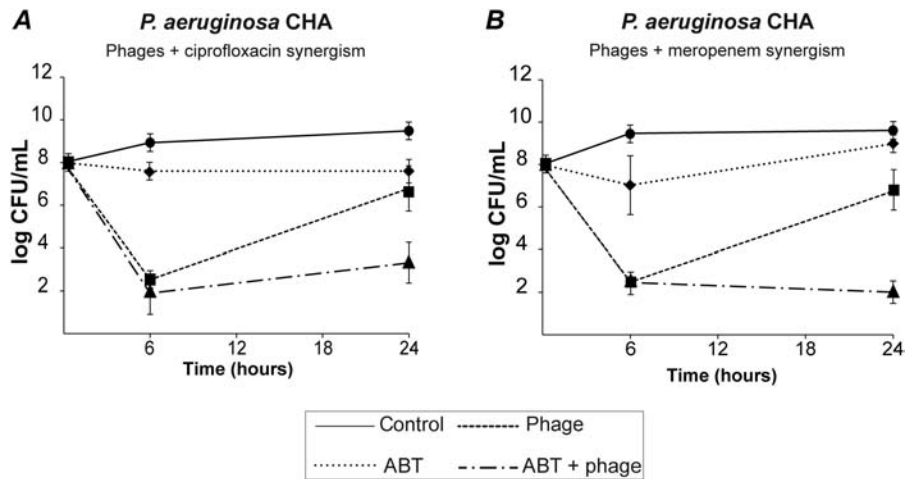 A
P. aeruginosa CHA
Phages + ciprofloxacin synergism
12
10
8
6
4
2
log CFU/mL
6
12
18
24
Time (hours)
B
P. aeruginosa CHA
Phages + meropenem synergism
12
10
8
6
4
2
log CFU/mL
6
12
18
24
Time (hours)
Control
Phage
ABT
ABT + phage